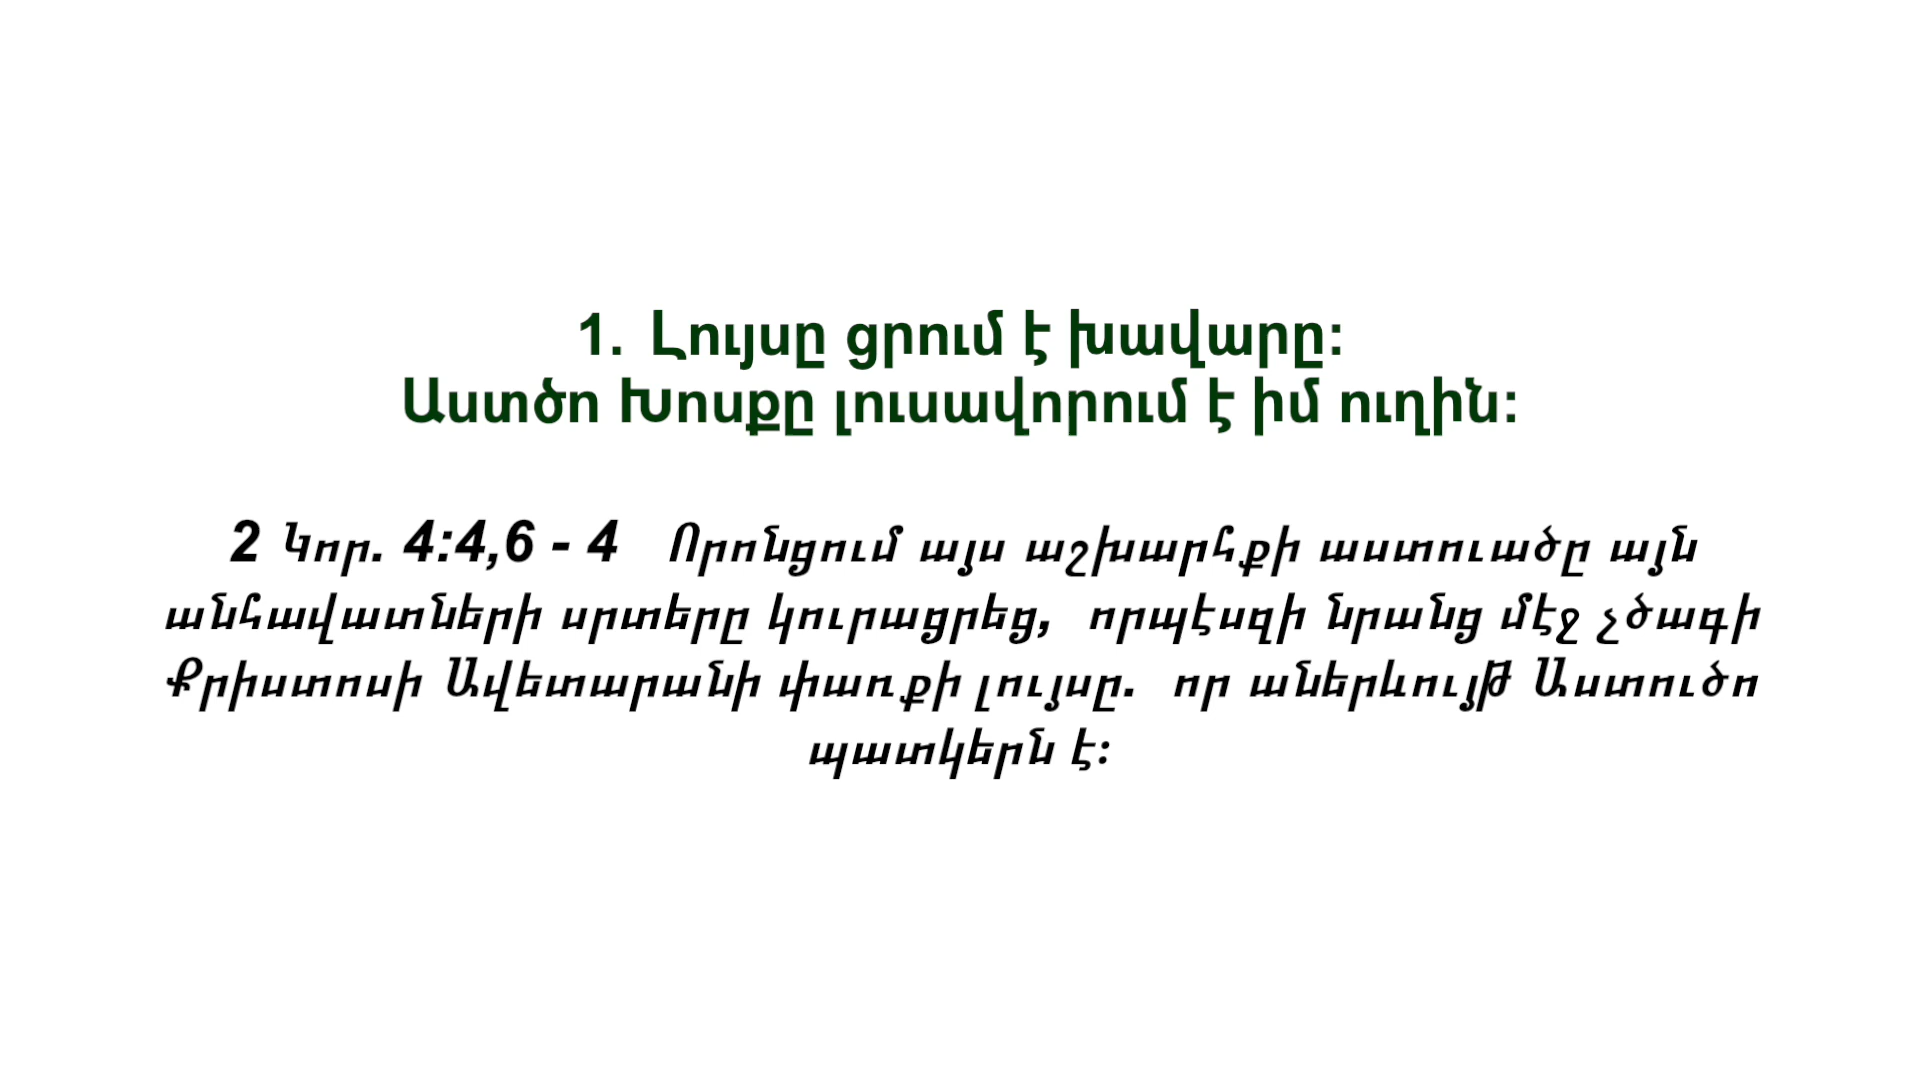 1. Լույսը ցրում է խավարը:
Աստծո Խոսքը լուսավորում է իմ ուղին:
2 Կոր. 4:4,6 - 4 Որոնցում այս աշխարհքի աստուածը այն
անհավատների սրտերը կուրացրեց, որպէսզի նրանց մէջ չծագի
Քրիստոսի Ավետարանի փառքի լույսը. որ աներևույթ Աստուծո
պատկերն է: